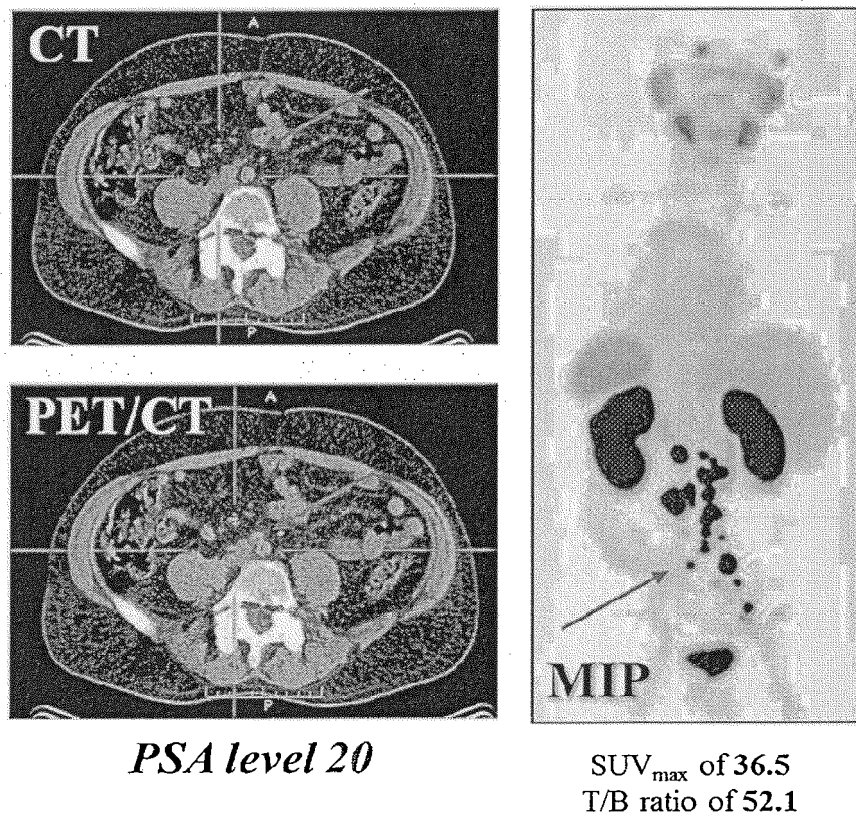 CT
A
P
PET/CT
A
P
MIP
PSA level 20
SUVmax of 36.5
T/B ratio of 52.1